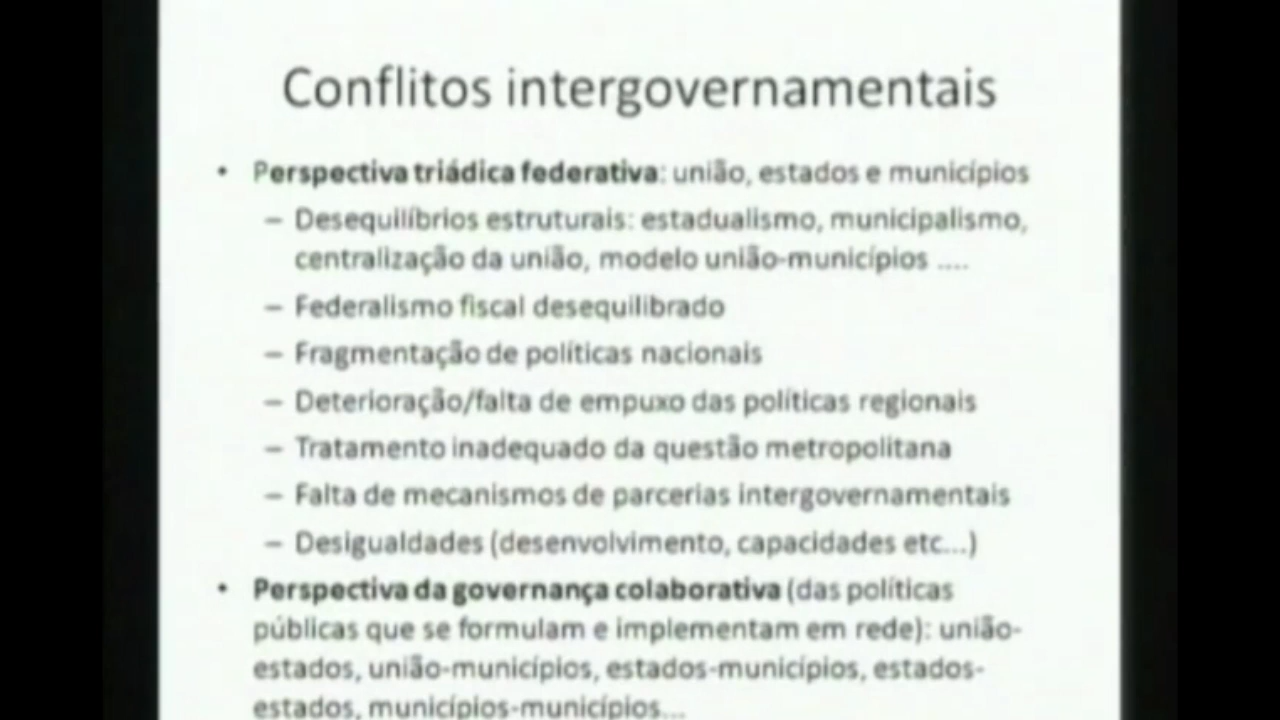 Conflitos intergovernamentais
• Perspectiva triádica federativa: união, estados e municípios
– Desequilíbrios estruturais: estadualismo, municipalismo,
centralização da união, modelo união-municípios ....
– Federalismo fiscal desequilibrado
– Fragmentação de políticas nacionais
– Deterioração/falta de empuxo das políticas regionais
– Tratamento inadequado da questão metropolitana
– Falta de mecanismos de parcerias intergovernamentais
– Desigualdades (desenvolvimento, capacidades etc...)
• Perspectiva da governança colaborativa (das políticas
públicas que se formulam e implementam em rede): união-
estados, união-municípios, estados-municípios, estados-
estados, municípios-municípios...